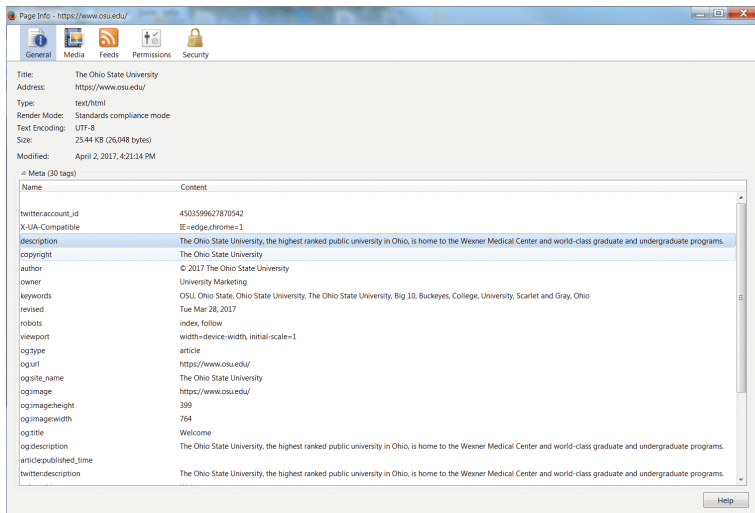 Page Info - https://www.osu.edu/
General Media Feeds Permissions Security
Title: The Ohio State University
Address: https://www.osu.edu/
Type: text/html
Render Mode: Standards compliance mode
Text Encoding: UTF-8
Size: 25.44 KB (26,048 bytes)
Modified: April 2, 2017, 4:21:14 PM
Meta (30 tags)
Name Content
twitter:account_id 4503599627870542
X-UA-Compatible IE=edge,chrome=1
description The Ohio State University, the highest ranked public university in Ohio, is home to the Wexner Medical Center and world-class graduate and undergraduate programs.
copyright The Ohio State University
author © 2017 The Ohio State University
owner University Marketing
keywords OSU, Ohio State, Ohio State University, The Ohio State University, Big 10, Buckeyes, College, University, Scarlet and Gray, Ohio
revised Tue Mar 28, 2017
robots index, follow
viewport width=device-width, initial-scale=1
og:type article
og:url https://www.osu.edu/
og:site_name The Ohio State University
og:image https://www.osu.edu/
og:image:height 399
og:image:width 764
og:title Welcome
og:description The Ohio State University, the highest ranked public university in Ohio, is home to the Wexner Medical Center and world-class graduate and undergraduate programs.
article:published_time
twitter:description The Ohio State University, the highest ranked public university in Ohio, is home to the Wexner Medical Center and world-class graduate and undergraduate programs.
Help